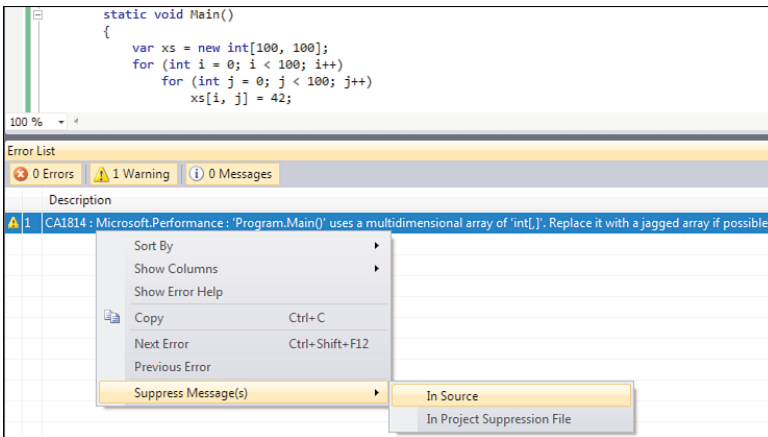 static void Main()
{
var xs = new int[100, 100];
for (int i = 0; i < 100; i++)
for (int j = 0; j < 100; j++)
xs[i, j] = 42;
100 %
Error List
0 Errors 1 Warning 0 Messages
Description
1 CA1814 : Microsoft.Performance : 'Program.Main()' uses a multidimensional array of 'int[,]'. Replace it with a jagged array if possible
Sort By
Show Columns
Show Error Help
Copy Ctrl+C
Next Error Ctrl+Shift+F12
Previous Error
Suppress Message(s) In Source
In Project Suppression File